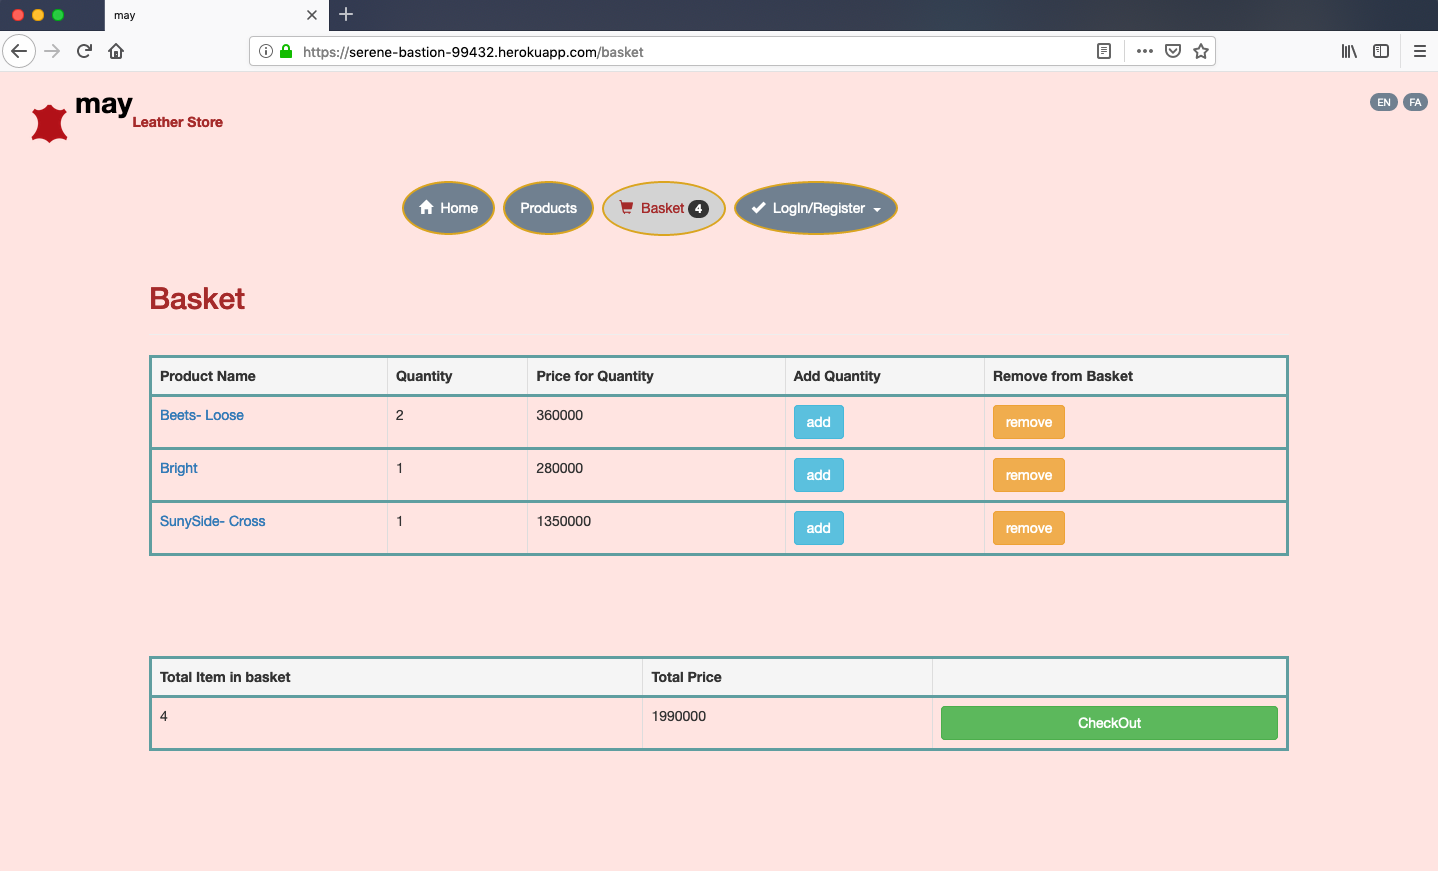 may
https://serene-bastion-99432.herokuapp.com/basket
may
Leather Store
EN FA
Home Products Basket 4 LogIn/Register
Basket
Product Name Quantity Price for Quantity Add Quantity Remove from Basket
Beets- Loose 2 360000 add remove
Bright 1 280000 add remove
SunySide- Cross 1 1350000 add remove
Total Item in basket Total Price
4 1990000 CheckOut